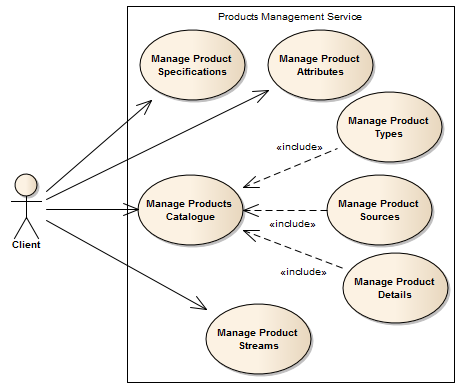 Products Management Service
Manage Product
Specifications
Manage Product
Attributes
Manage Product
Types
«include»
Manage Products
Catalogue
Manage Product
Sources
«include»
Client
«include»
Manage Product
Details
Manage Product
Streams